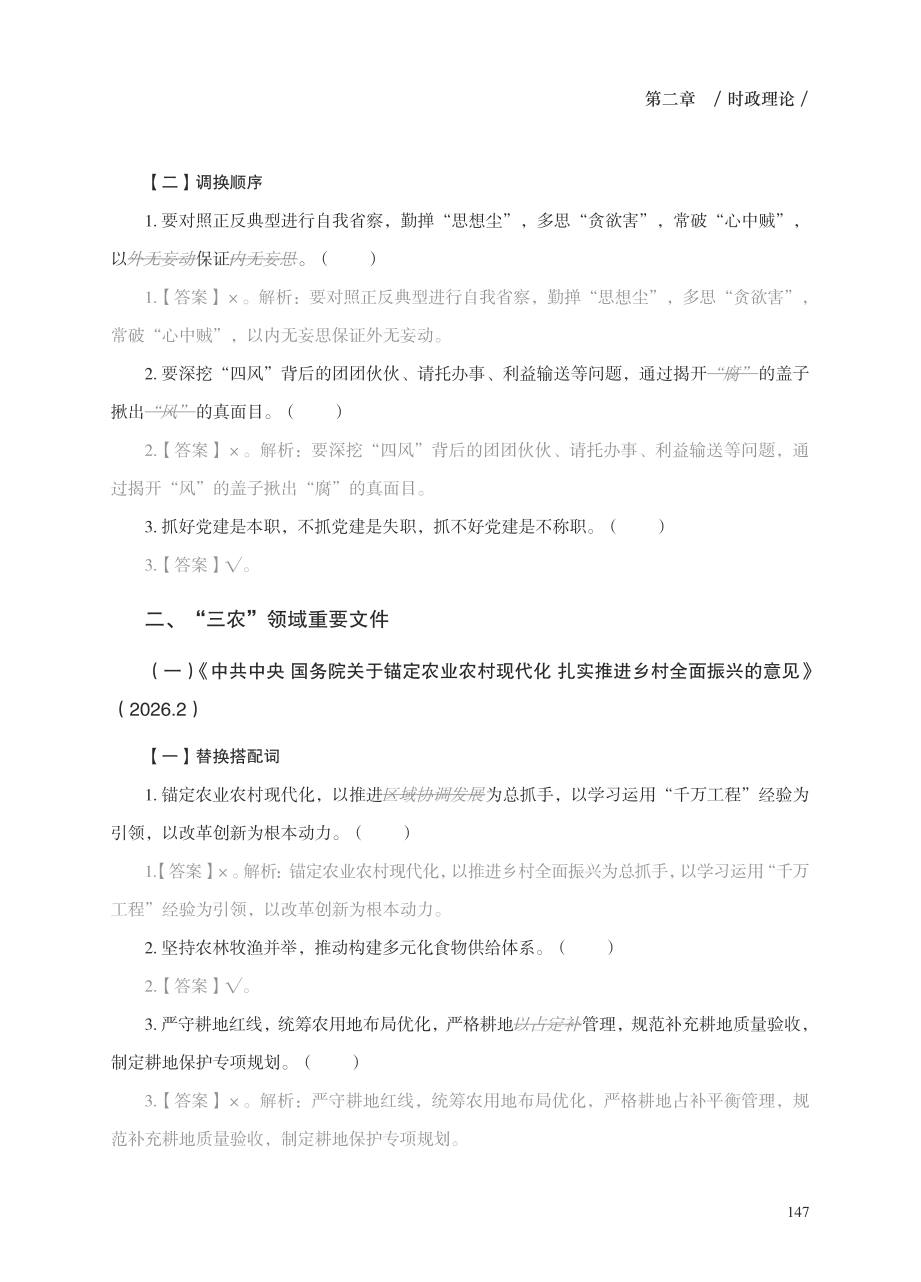 第二章 / 时政理论 /
【二】调换顺序
1. 要对照正反典型进行自我省察，勤掸“思想尘”，多思“贪欲害”，常破“心中贼”，
以外无妄动保证内无妄思。（　　）
1.【答案】×。解析：要对照正反典型进行自我省察，勤掸“思想尘”，多思“贪欲害”，
常破“心中贼”，以内无妄思保证外无妄动。
2. 要深挖“四风”背后的团团伙伙、请托办事、利益输送等问题，通过揭开“腐”的盖子
揪出“风”的真面目。（　　）
2.【答案】×。解析：要深挖“四风”背后的团团伙伙、请托办事、利益输送等问题，通
过揭开“风”的盖子揪出“腐”的真面目。
3. 抓好党建是本职，不抓党建是失职，抓不好党建是不称职。（　　）
3.【答案】√。
二、“三农”领域重要文件
（一）《中共中央 国务院关于锚定农业农村现代化 扎实推进乡村全面振兴的意见》
（2026.2）
【一】替换搭配词
1. 锚定农业农村现代化，以推进区域协调发展为总抓手，以学习运用“千万工程”经验为
引领，以改革创新为根本动力。（　　）
1.【答案】×。解析：锚定农业农村现代化，以推进乡村全面振兴为总抓手，以学习运用“千万
工程”经验为引领，以改革创新为根本动力。
2. 坚持农林牧渔并举，推动构建多元化食物供给体系。（　　）
2.【答案】√。
3. 严守耕地红线，统筹农用地布局优化，严格耕地以占定补管理，规范补充耕地质量验收，
制定耕地保护专项规划。（　　）
3.【答案】×。解析：严守耕地红线，统筹农用地布局优化，严格耕地占补平衡管理，规
范补充耕地质量验收，制定耕地保护专项规划。
147